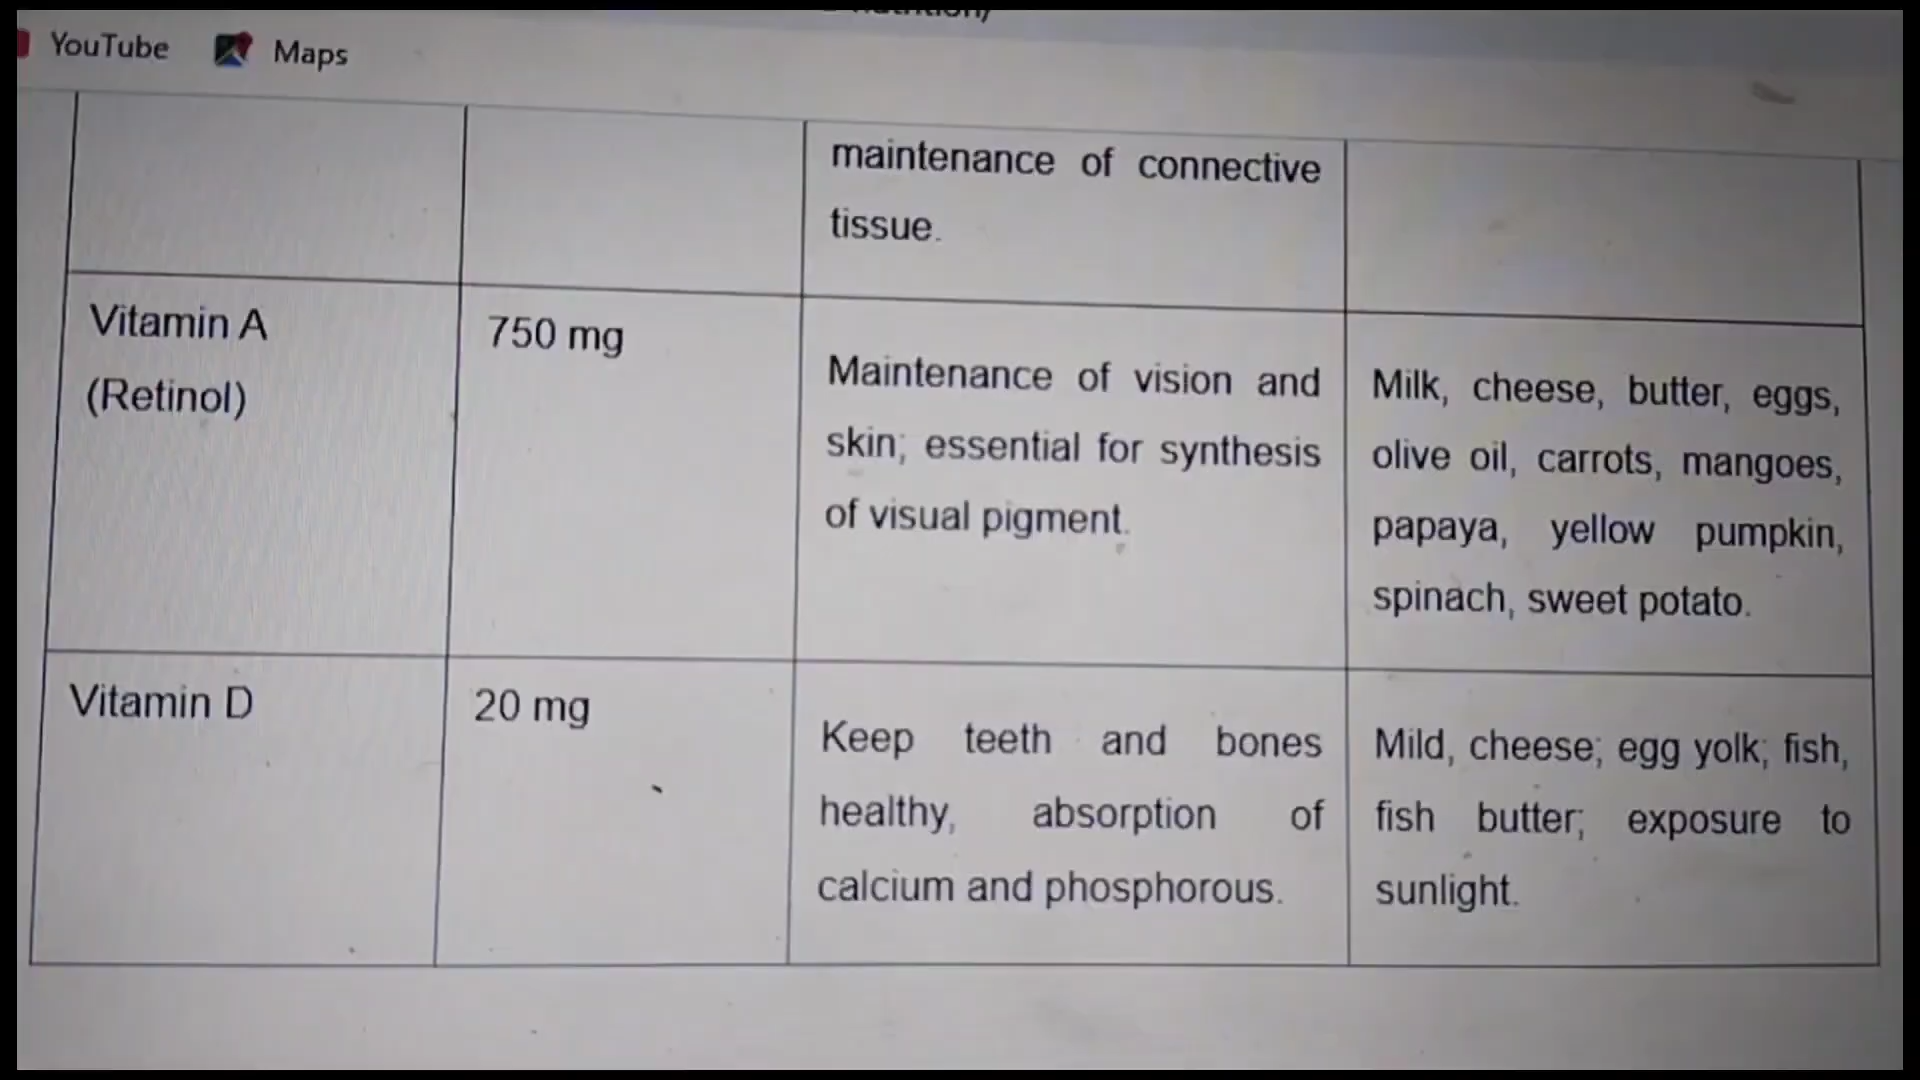 YouTube Maps
maintenance of connective
tissue.
Vitamin A
(Retinol)
750 mg
Maintenance of vision and
skin; essential for synthesis
of visual pigment.
Milk, cheese, butter, eggs,
olive oil, carrots, mangoes,
papaya, yellow pumpkin,
spinach, sweet potato.
Vitamin D
20 mg
Keep teeth and bones
healthy, absorption of
calcium and phosphorous.
Mild, cheese; egg yolk; fish,
fish butter; exposure to
sunlight.